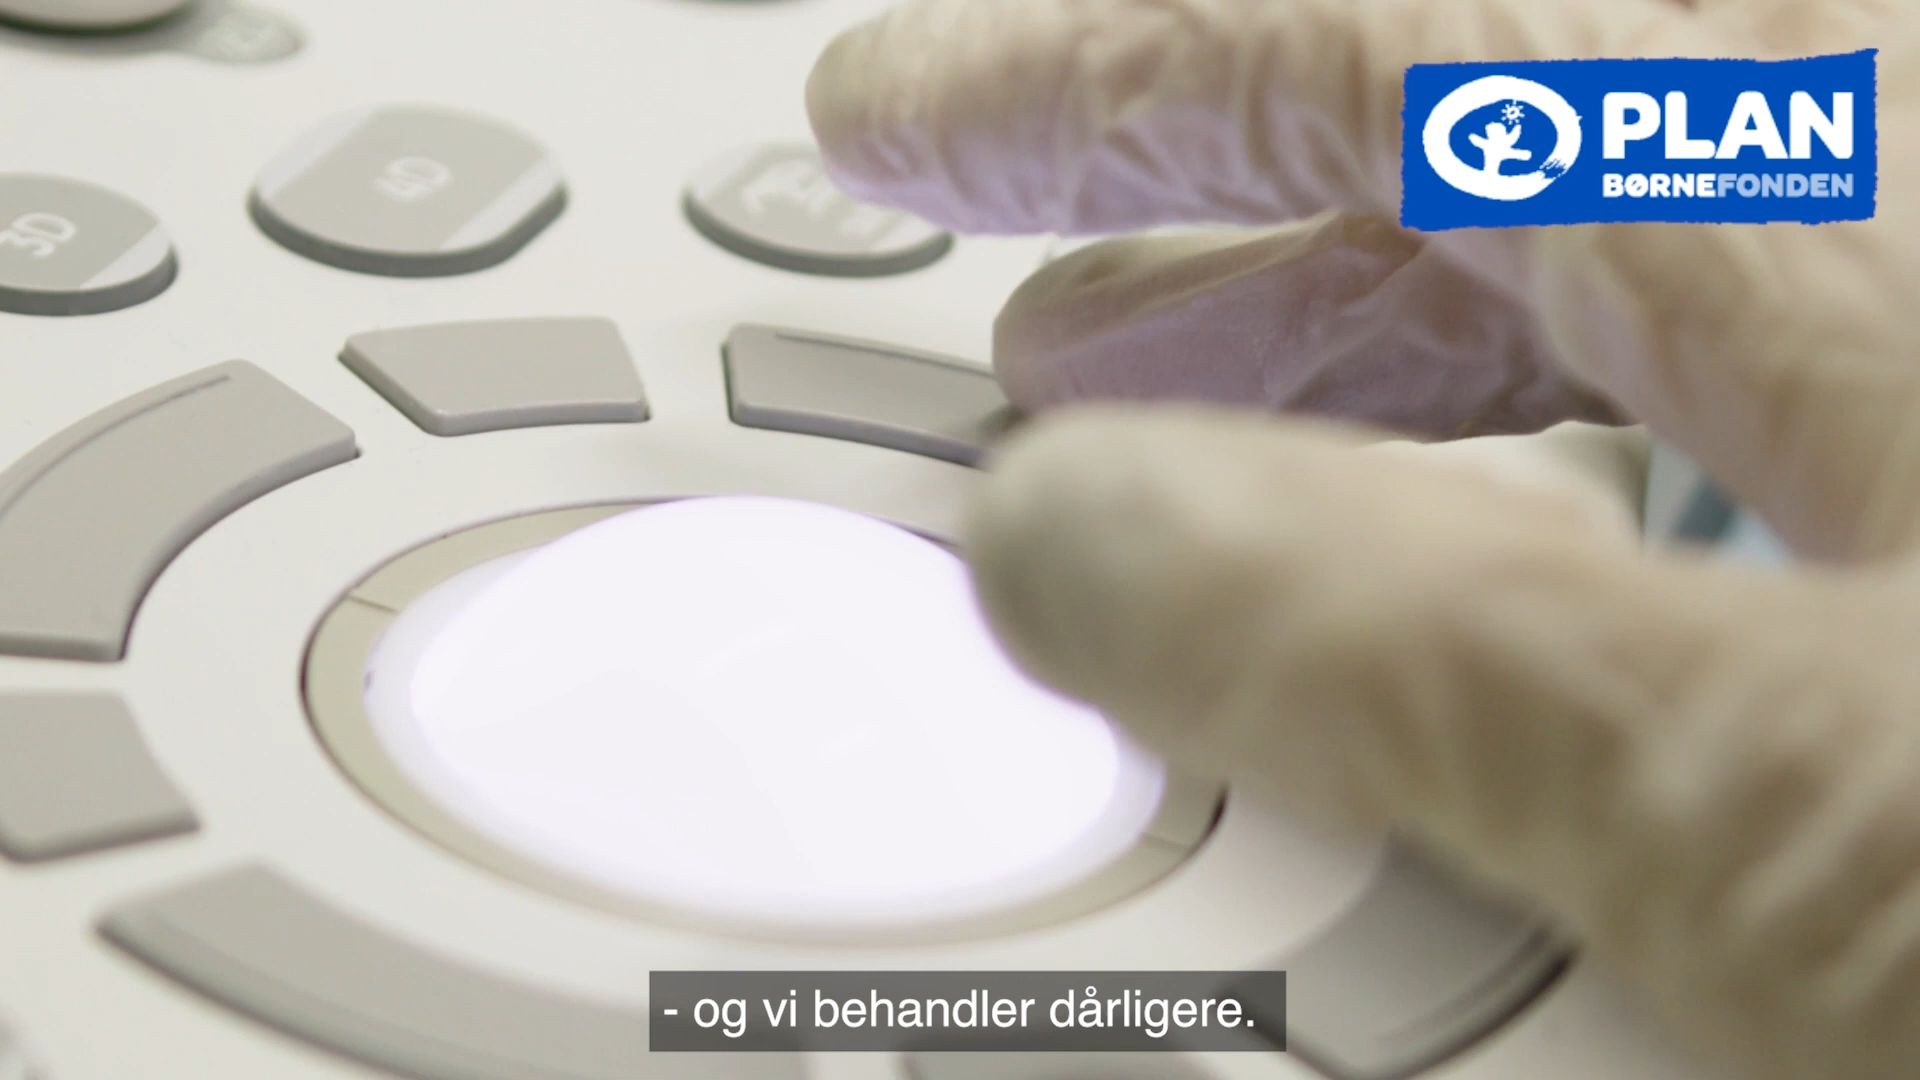 PLAN
BØRNEFONDEN
4D
3D
- og vi behandler dårligere.